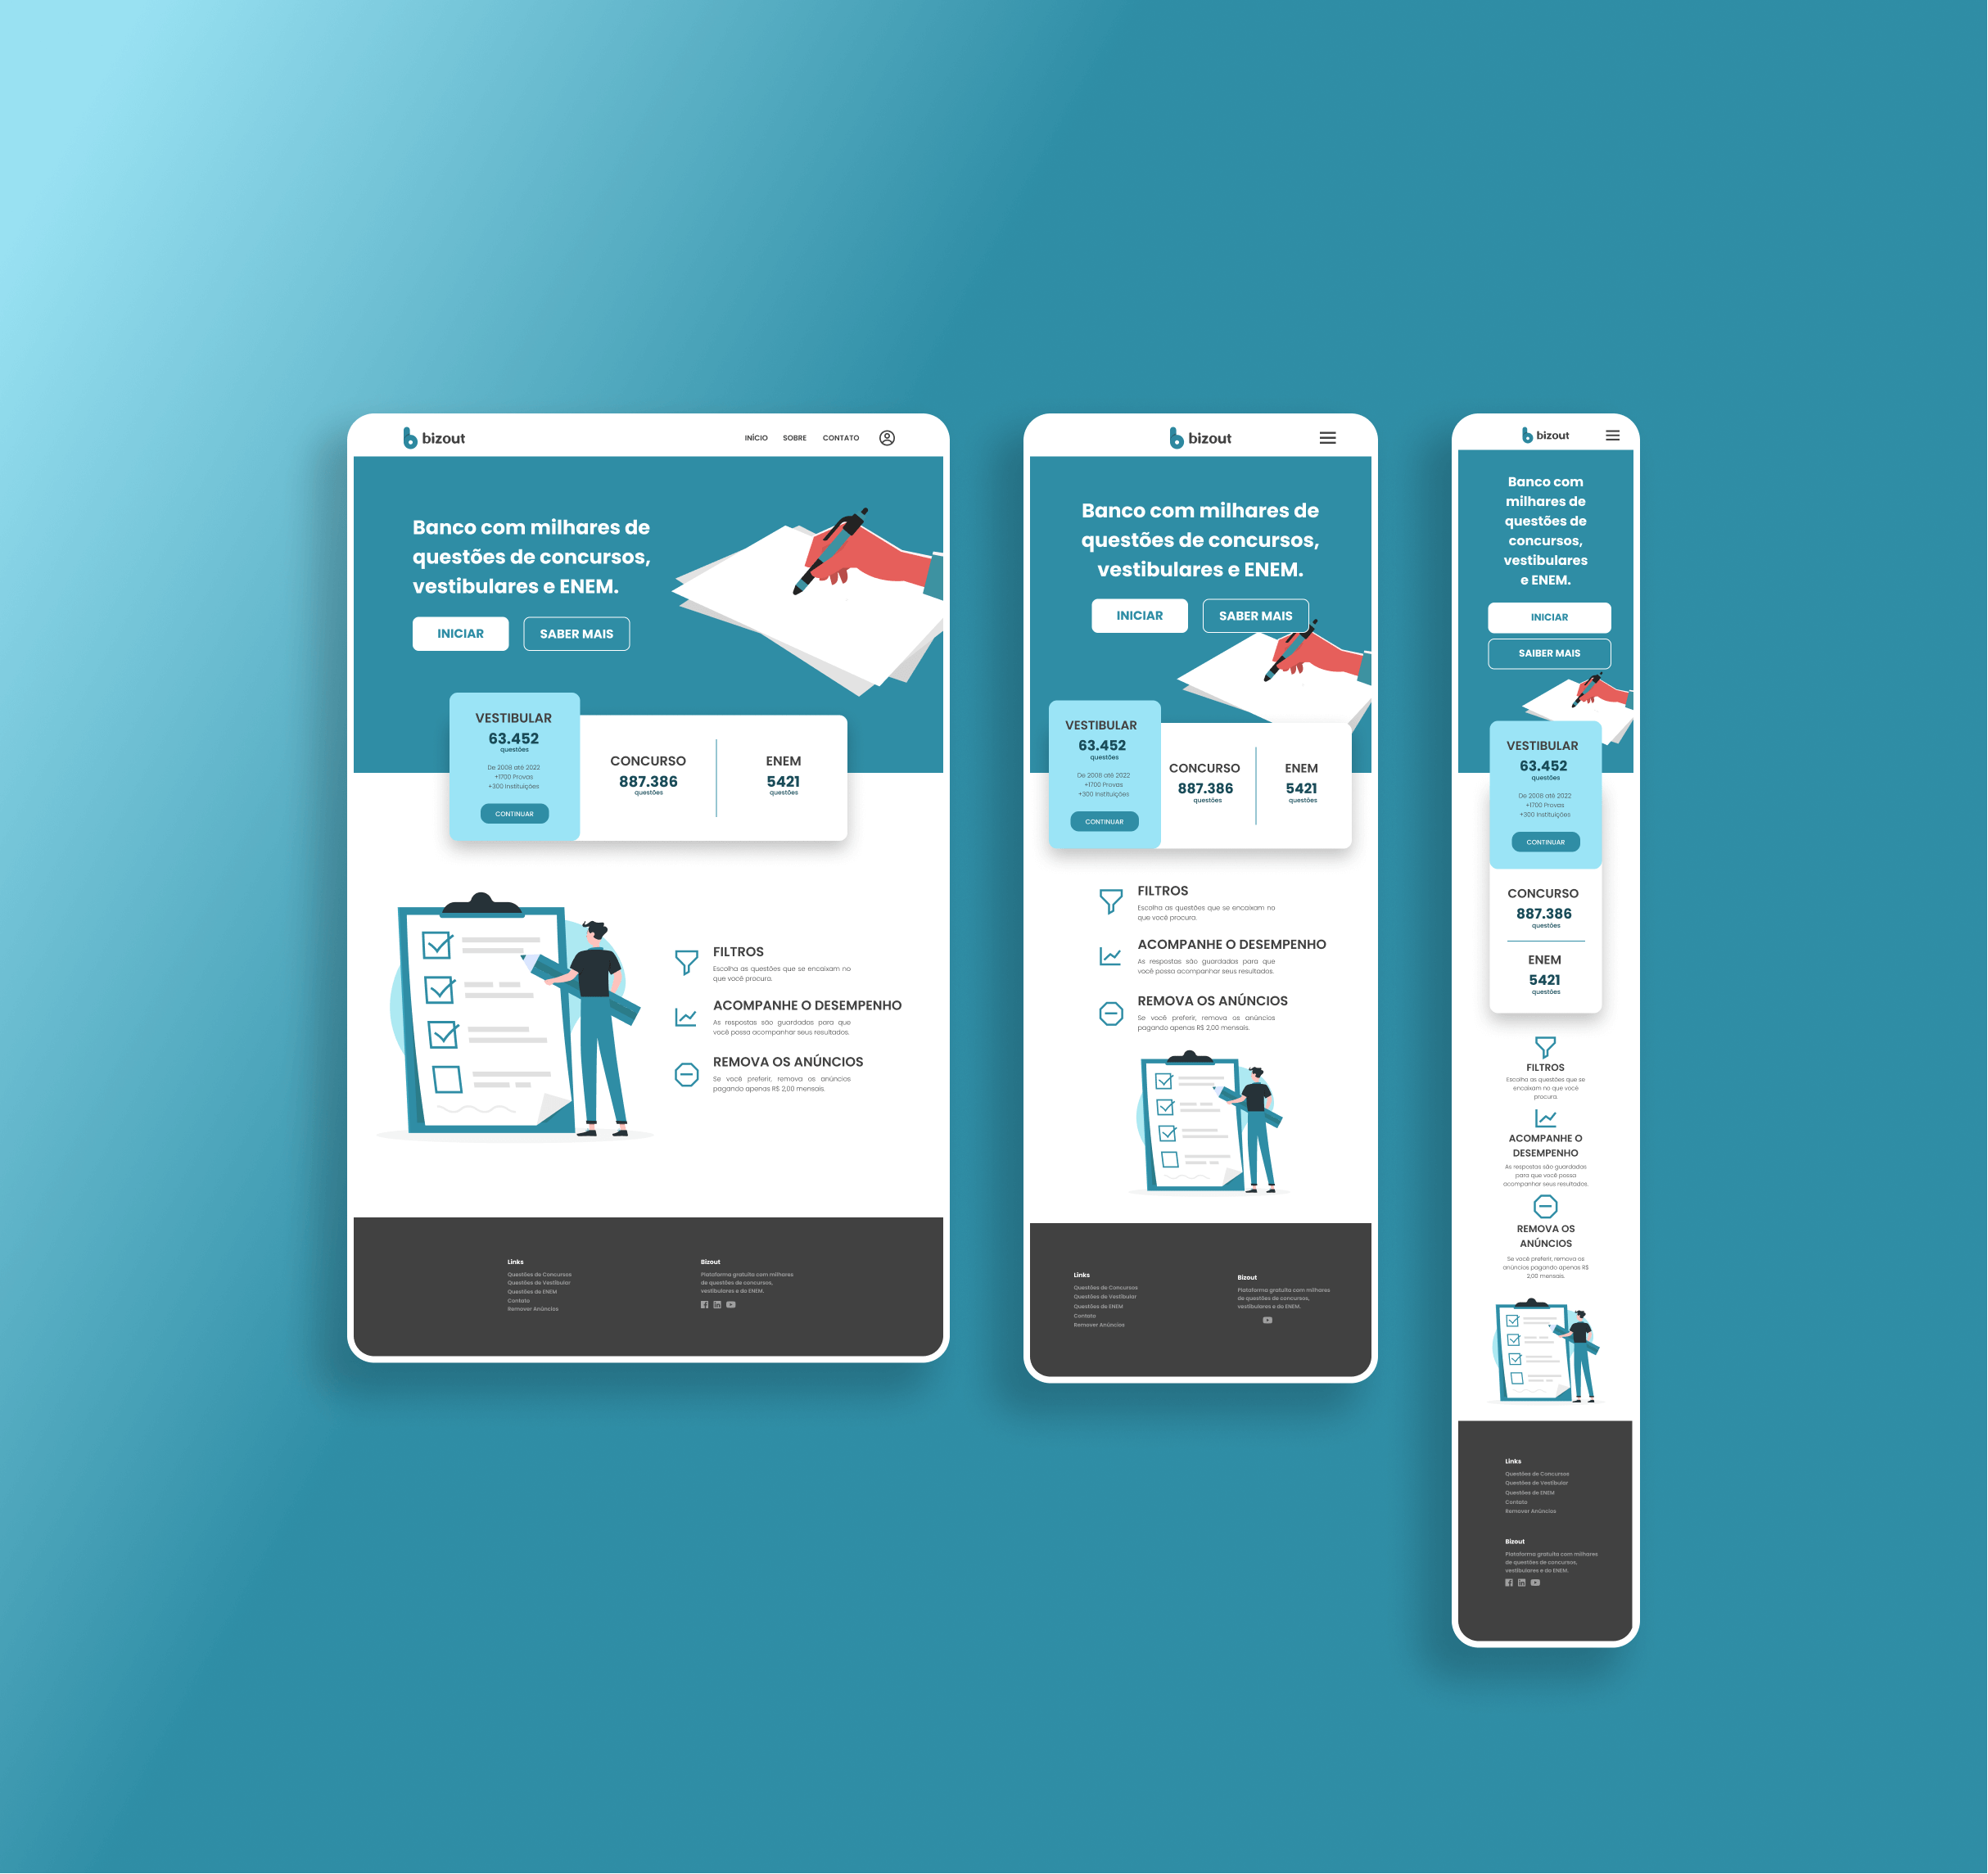 bizout
INÍCIO SOBRE CONTATO
Banco com milhares de
questões de concursos,
vestibulares e ENEM.
INICIAR SABER MAIS
VESTIBULAR
63.452
questões
De 2008 até 2022
+1700 Provas
+300 Instituições
CONTINUAR
CONCURSO
887.386
questões
ENEM
5421
questões
FILTROS
Escolha as questões que se encaixam no
que você procura.
ACOMPANHE O DESEMPENHO
As respostas são guardadas para que
você possa acompanhar seus resultados.
REMOVA OS ANÚNCIOS
Se você preferir, remova os anúncios
pagando apenas R$ 2,00 mensais.
Links
Questões de Concursos
Questões de Vestibular
Questões de ENEM
Contato
Remover Anúncios
Bizout
Plataforma gratuita com milhares
de questões de concursos,
vestibulares e do ENEM.
bizout
Banco com milhares de
questões de concursos,
vestibulares e ENEM.
INICIAR SABER MAIS
VESTIBULAR
63.452
questões
De 2008 até 2022
+1700 Provas
+300 Instituições
CONTINUAR
CONCURSO
887.386
questões
ENEM
5421
questões
FILTROS
Escolha as questões que se encaixam no
que você procura.
ACOMPANHE O DESEMPENHO
As respostas são guardadas para que
você possa acompanhar seus resultados.
REMOVA OS ANÚNCIOS
Se você preferir, remova os anúncios
pagando apenas R$ 2,00 mensais.
Links
Questões de Concursos
Questões de Vestibular
Questões de ENEM
Contato
Remover Anúncios
Bizout
Plataforma gratuita com milhares
de questões de concursos,
vestibulares e do ENEM.
bizout
Banco com
milhares de
questões de
concursos,
vestibulares
e ENEM.
INICIAR
SAIBER MAIS
VESTIBULAR
63.452
questões
De 2008 até 2022
+1700 Provas
+300 Instituições
CONTINUAR
CONCURSO
887.386
questões
ENEM
5421
questões
FILTROS
Escolha as questões que se
encaixam no que você
procura.
ACOMPANHE O
DESEMPENHO
As respostas são guardadas
para que você possa
acompanhar seus resultados.
REMOVA OS
ANÚNCIOS
Se você preferir, remova os
anúncios pagando apenas R$
2,00 mensais.
Links
Questões de Concursos
Questões de Vestibular
Questões de ENEM
Contato
Remover Anúncios
Bizout
Plataforma gratuita com milhares
de questões de concursos,
vestibulares e do ENEM.